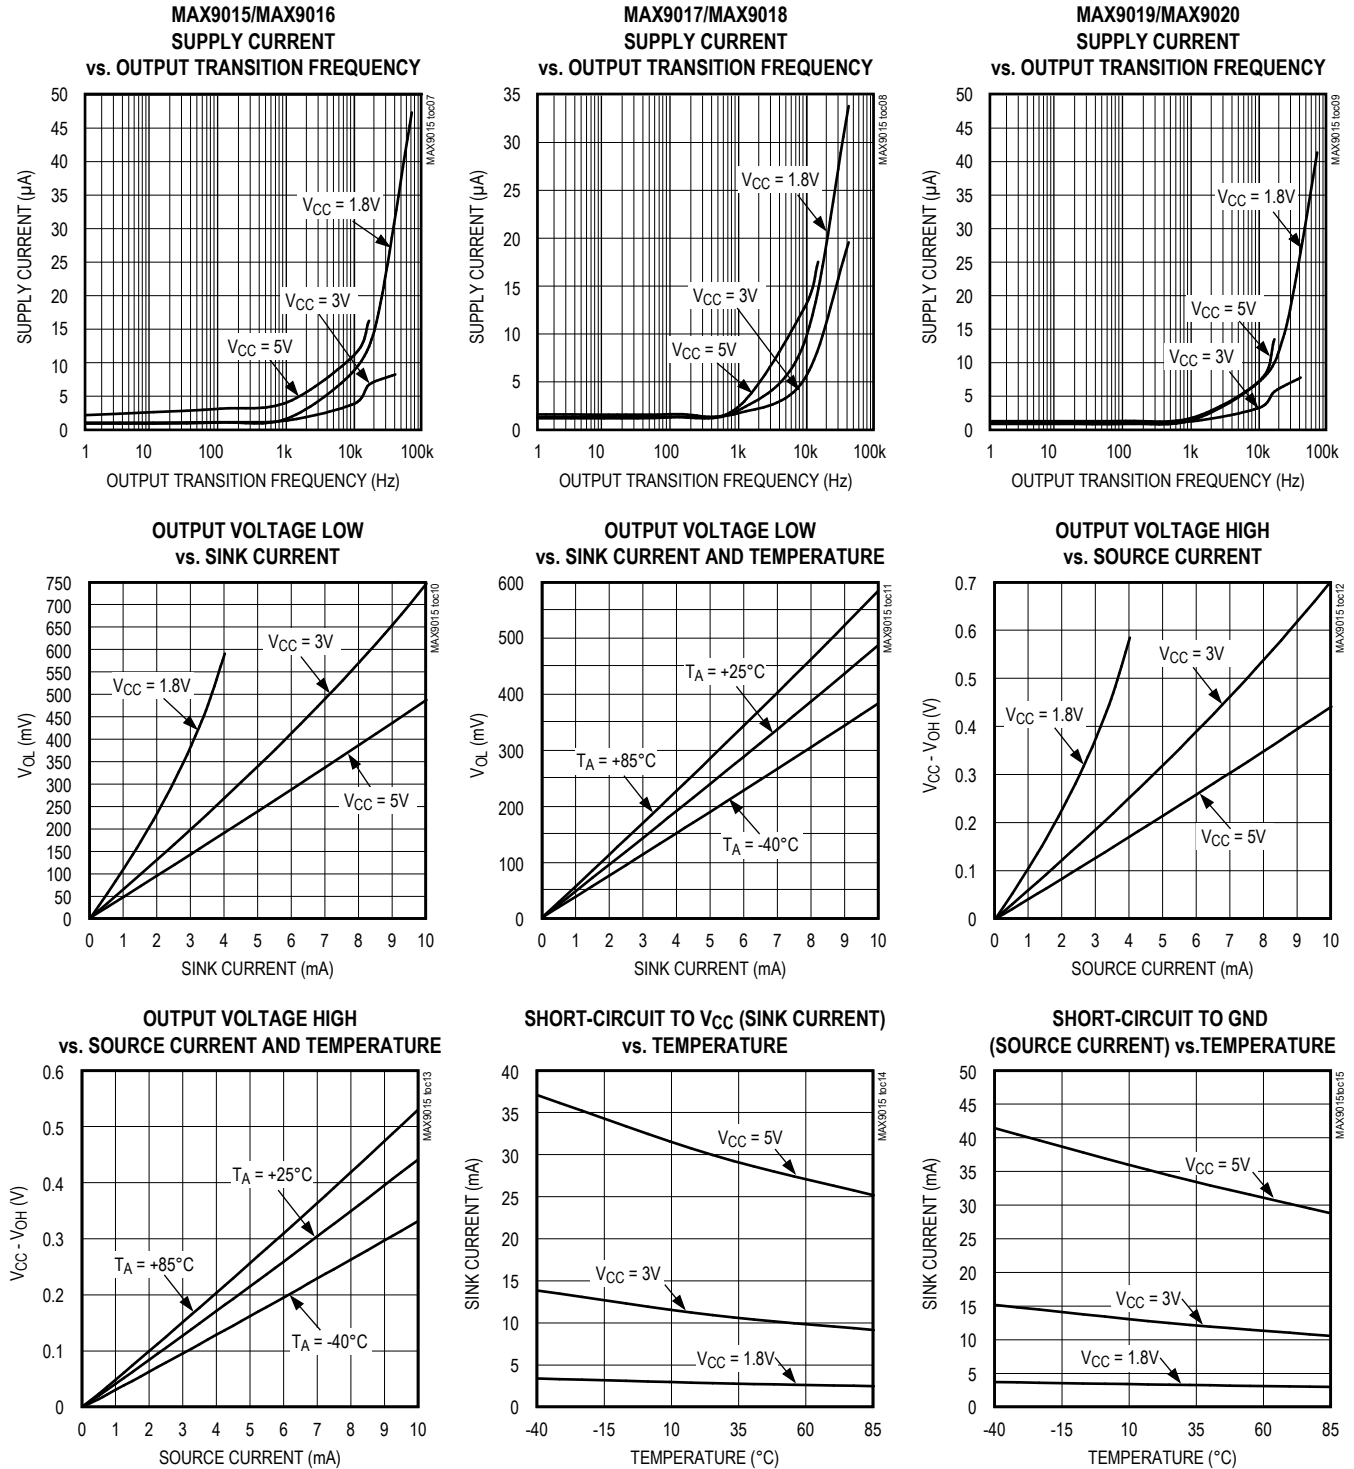 MAX9015/MAX9016
SUPPLY CURRENT
vs. OUTPUT TRANSITION FREQUENCY
50
45
40
35
30
25
20
15
10
5
0
SUPPLY CURRENT (µA)
VCC = 1.8V
VCC = 3V
VCC = 5V
MAX9015 toc07
1
10
100
1k
10k
100k
OUTPUT TRANSITION FREQUENCY (Hz)
MAX9017/MAX9018
SUPPLY CURRENT
vs. OUTPUT TRANSITION FREQUENCY
35
30
25
20
15
10
5
0
SUPPLY CURRENT (µA)
VCC = 1.8V
VCC = 3V
VCC = 5V
MAX9015 toc08
1
10
100
1k
10k
100k
OUTPUT TRANSITION FREQUENCY (Hz)
MAX9019/MAX9020
SUPPLY CURRENT
vs. OUTPUT TRANSITION FREQUENCY
50
45
40
35
30
25
20
15
10
5
0
SUPPLY CURRENT (µA)
VCC = 1.8V
VCC = 5V
VCC = 3V
MAX9015 toc09
1
10
100
1k
10k
100k
OUTPUT TRANSITION FREQUENCY (Hz)
OUTPUT VOLTAGE LOW
vs. SINK CURRENT
750
700
650
600
550
500
450
400
350
300
250
200
150
100
50
0
VOL (mV)
VCC = 3V
VCC = 1.8V
VCC = 5V
MAX9015 toc10
0 1 2 3 4 5 6 7 8 9 10
SINK CURRENT (mA)
OUTPUT VOLTAGE LOW
vs. SINK CURRENT AND TEMPERATURE
600
500
400
300
200
100
0
VOL (mV)
TA = +25°C
TA = +85°C
TA = -40°C
MAX9015 toc11
0 1 2 3 4 5 6 7 8 9 10
SINK CURRENT (mA)
OUTPUT VOLTAGE HIGH
vs. SOURCE CURRENT
0.7
0.6
0.5
0.4
0.3
0.2
0.1
0
VCC - VOH (V)
VCC = 3V
VCC = 1.8V
VCC = 5V
MAX9015 toc12
0 1 2 3 4 5 6 7 8 9 10
SOURCE CURRENT (mA)
OUTPUT VOLTAGE HIGH
vs. SOURCE CURRENT AND TEMPERATURE
0.6
0.5
0.4
0.3
0.2
0.1
0
VCC - VOH (V)
TA = +25°C
TA = +85°C
TA = -40°C
MAX9015 toc13
0 1 2 3 4 5 6 7 8 9 10
SOURCE CURRENT (mA)
SHORT-CIRCUIT TO VCC (SINK CURRENT)
vs. TEMPERATURE
40
35
30
25
20
15
10
5
0
SINK CURRENT (mA)
VCC = 5V
VCC = 3V
VCC = 1.8V
MAX9015 toc14
-40 -15 10 35 60 85
TEMPERATURE (°C)
SHORT-CIRCUIT TO GND
(SOURCE CURRENT) vs.TEMPERATURE
50
45
40
35
30
25
20
15
10
5
0
SINK CURRENT (mA)
VCC = 5V
VCC = 3V
VCC = 1.8V
MAX9015toc15
-40 -15 10 35 60 85
TEMPERATURE (°C)